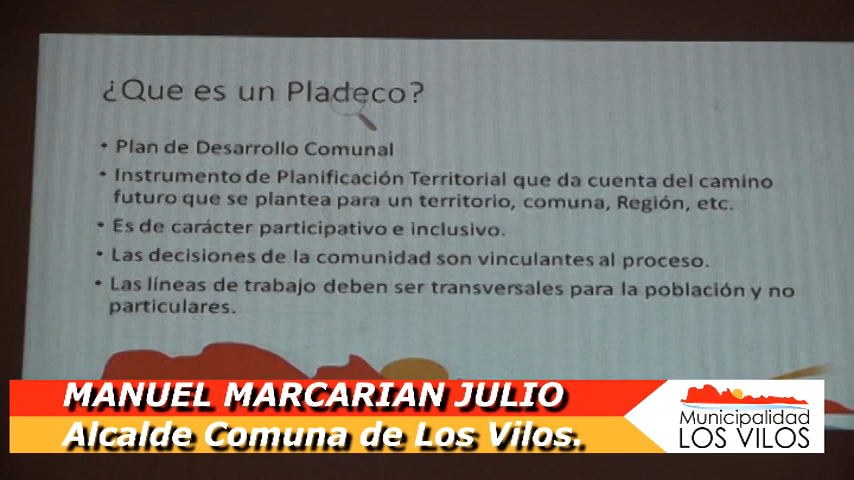 ¿Que es un Pladeco?
• Plan de Desarrollo Comunal
• Instrumento de Planificación Territorial que da cuenta del camino
futuro que se plantea para un territorio, comuna, Región, etc.
• Es de carácter participativo e inclusivo.
• Las decisiones de la comunidad son vinculantes al proceso.
• Las líneas de trabajo deben ser transversales para la población y no
particulares.
MANUEL MARCARIAN JULIO
Alcalde Comuna de Los Vilos.
Municipalidad
LOS VILOS